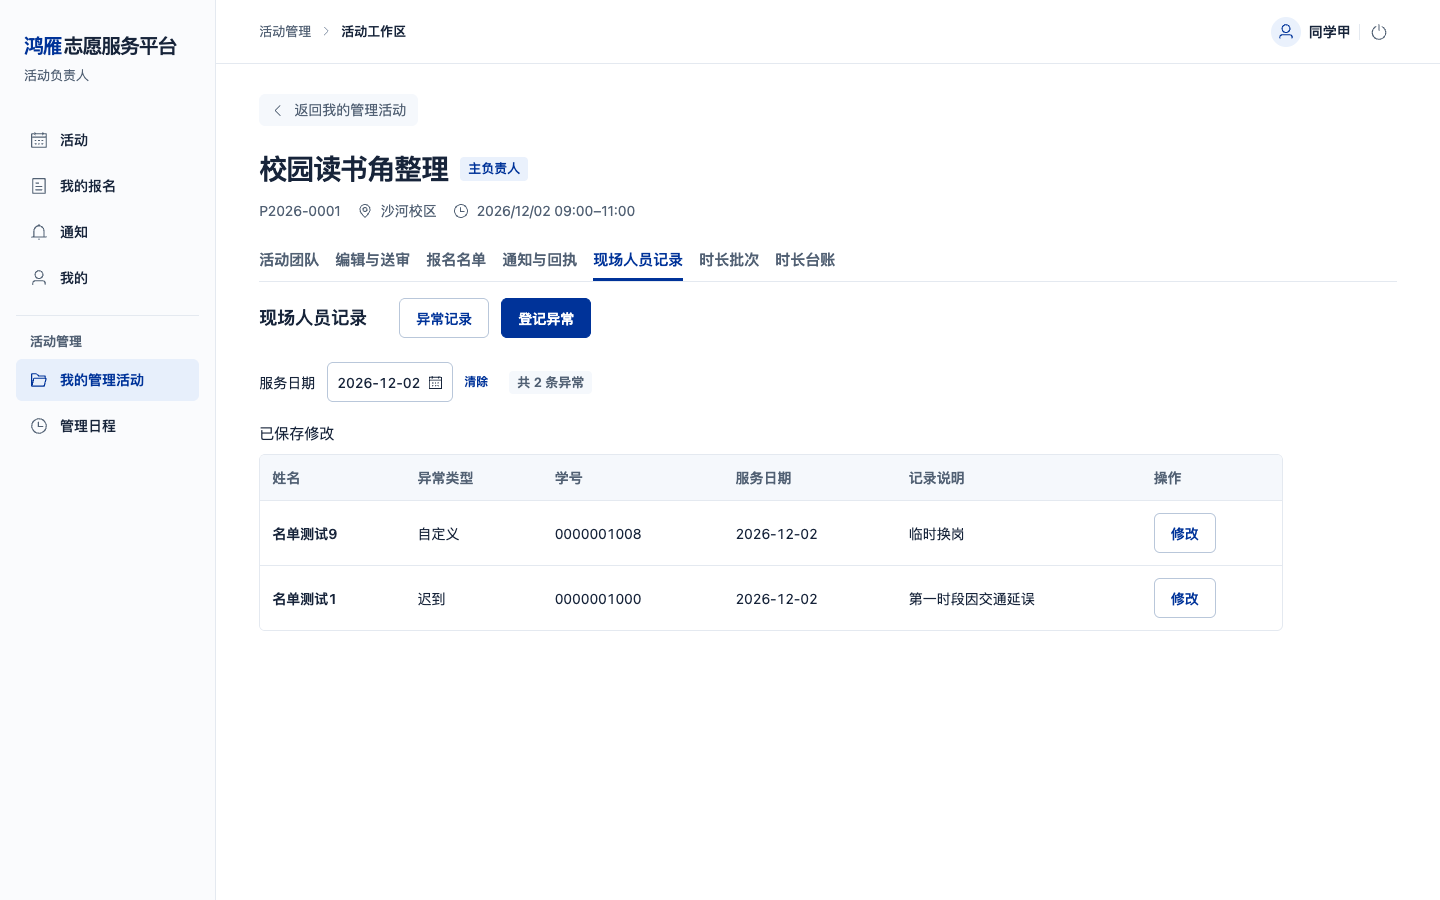 鸿雁志愿服务平台
活动负责人
活动
我的报名
通知
我的
活动管理
我的管理活动
管理日程
活动管理 > 活动工作区
同学甲
返回我的管理活动
校园读书角整理 主负责人
P2026-0001 沙河校区 2026/12/02 09:00–11:00
活动团队 编辑与送审 报名名单 通知与回执 现场人员记录 时长批次 时长台账
现场人员记录 异常记录 登记异常
服务日期 2026-12-02 清除 共 2 条异常
已保存修改
姓名 异常类型 学号 服务日期 记录说明 操作
名单测试9 自定义 0000001008 2026-12-02 临时换岗 修改
名单测试1 迟到 0000001000 2026-12-02 第一时段因交通延误 修改